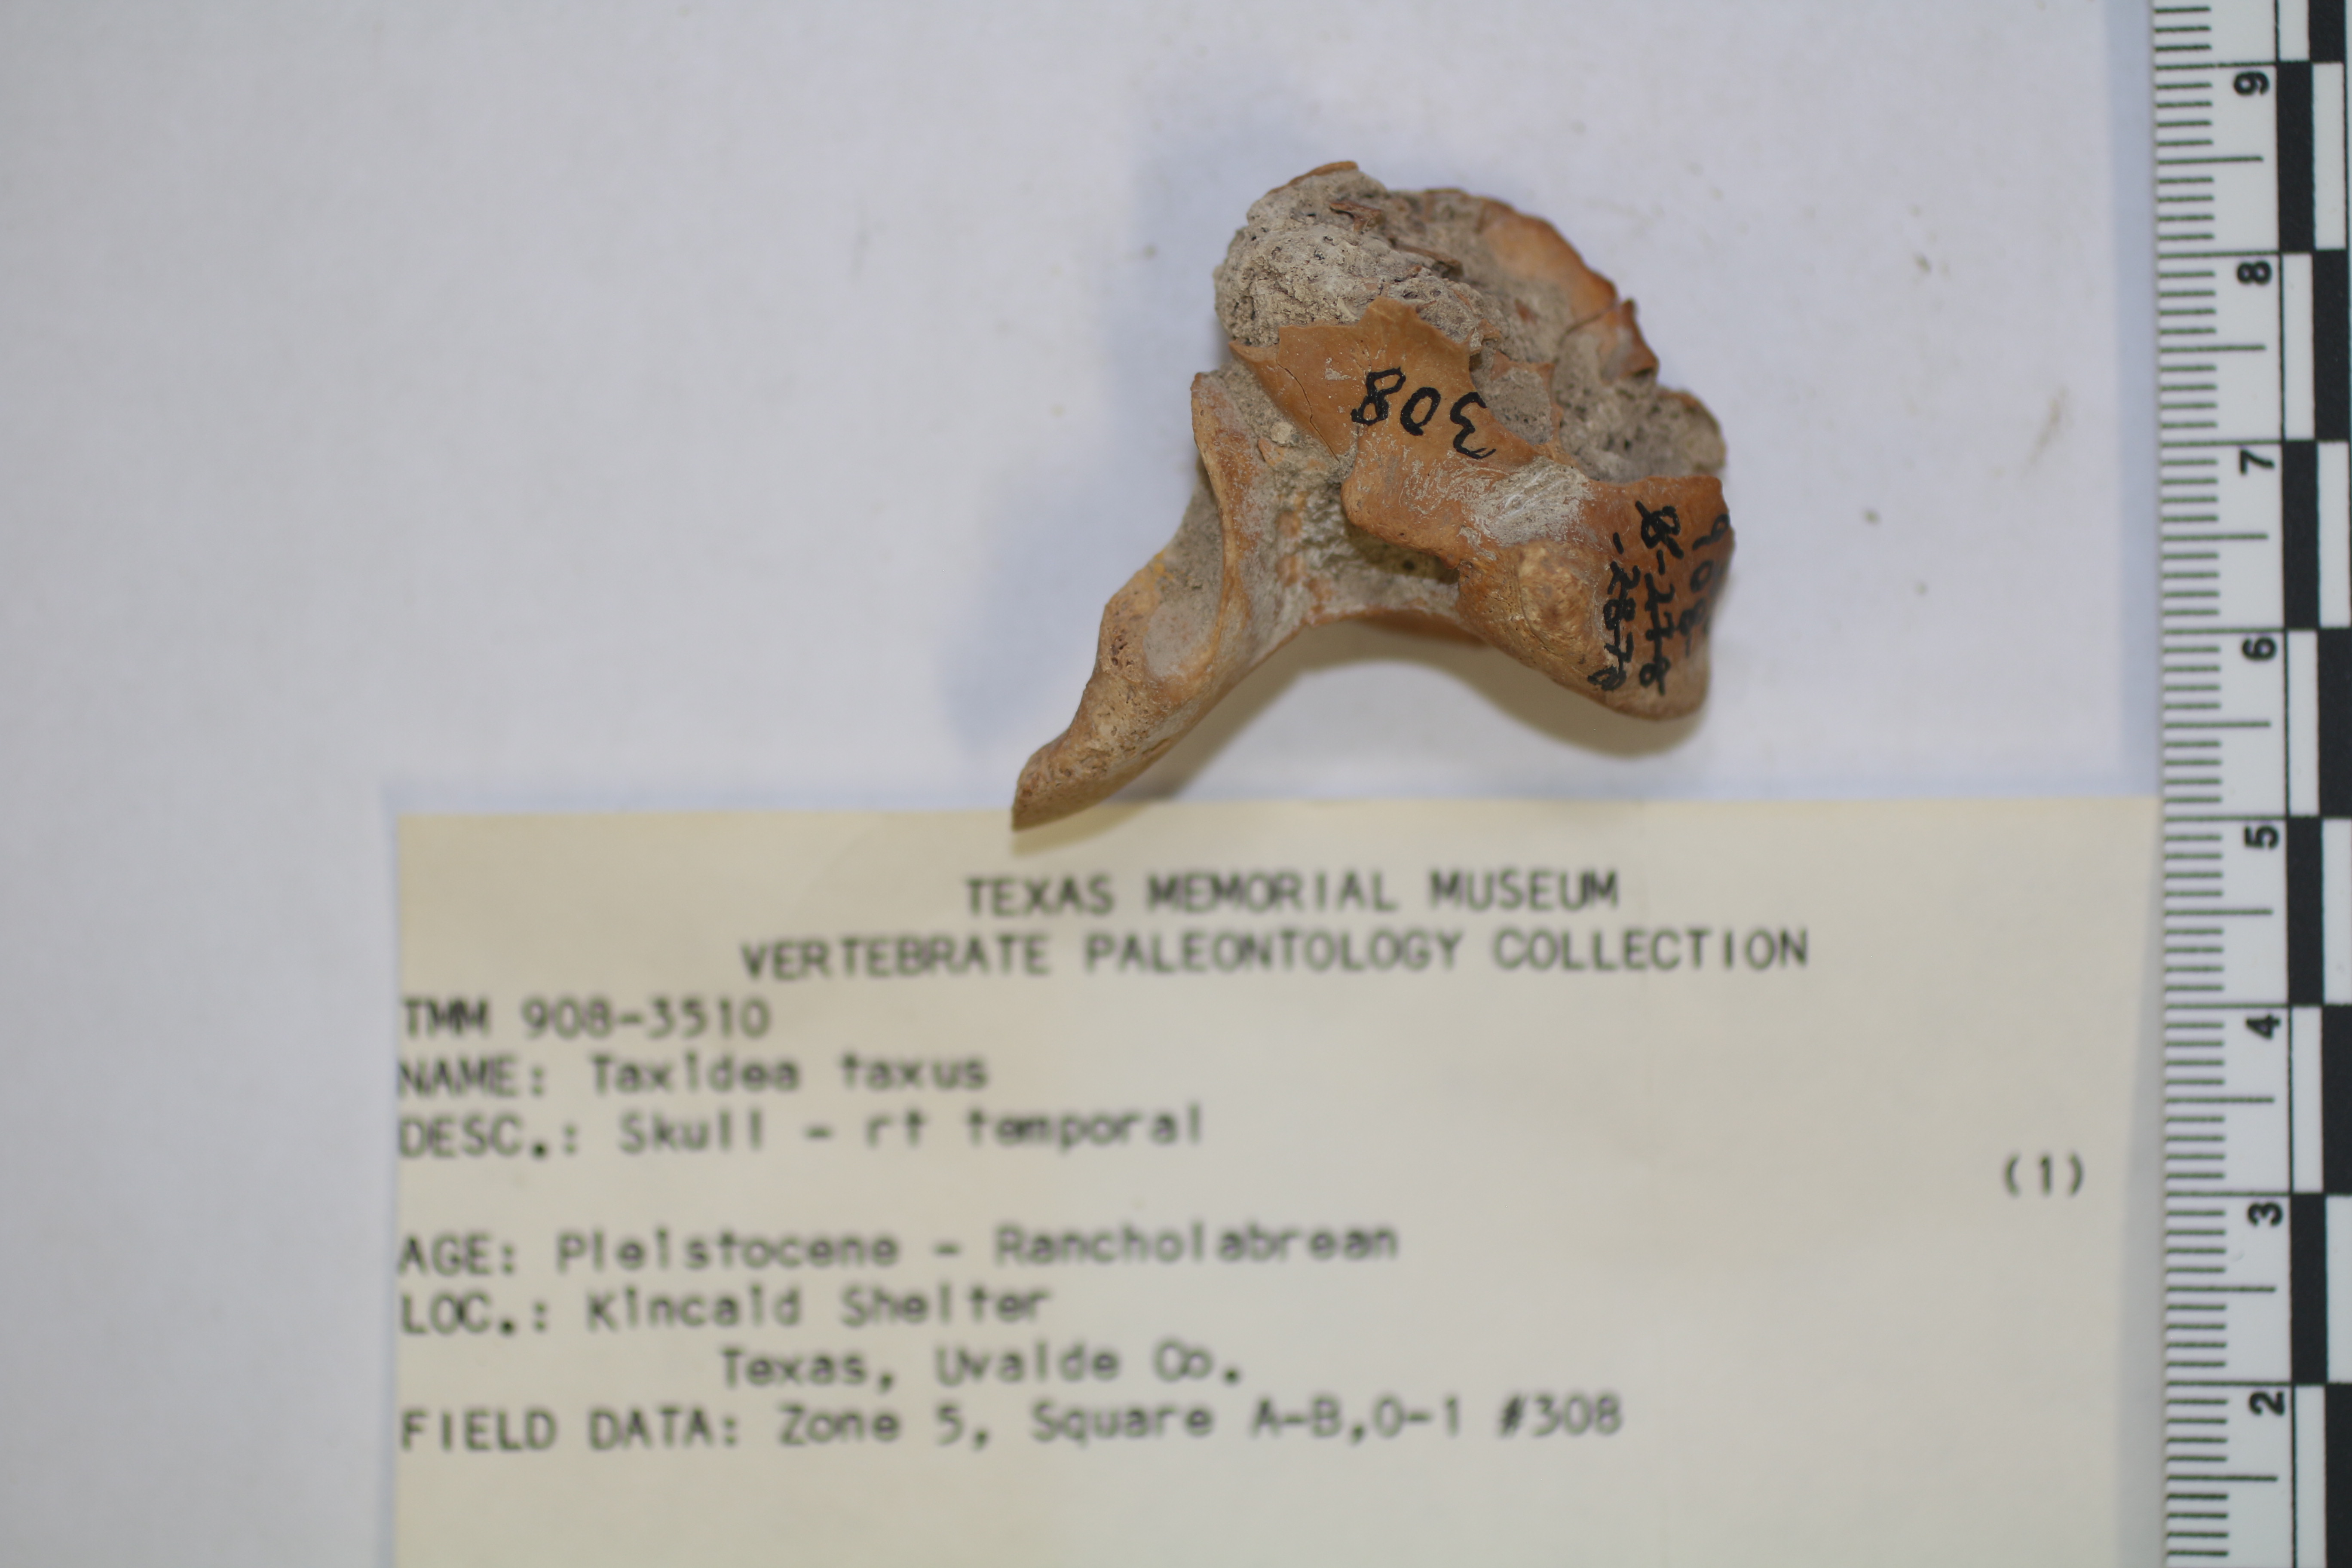 308
TEXAS MEMORIAL MUSEUM
VERTEBRATE PALEONTOLOGY COLLECTION
TMM 908-3510
NAME: Taxidea taxus
DESC.: Skull - rt temporal
(1)
AGE: Pleistocene - Rancholabrean
LOC.: Kincaid Shelter
Texas, Uvalde Co.
FIELD DATA: Zone 5, Square A-B,0-1 #308
9
8
7
6
5
4
3
2